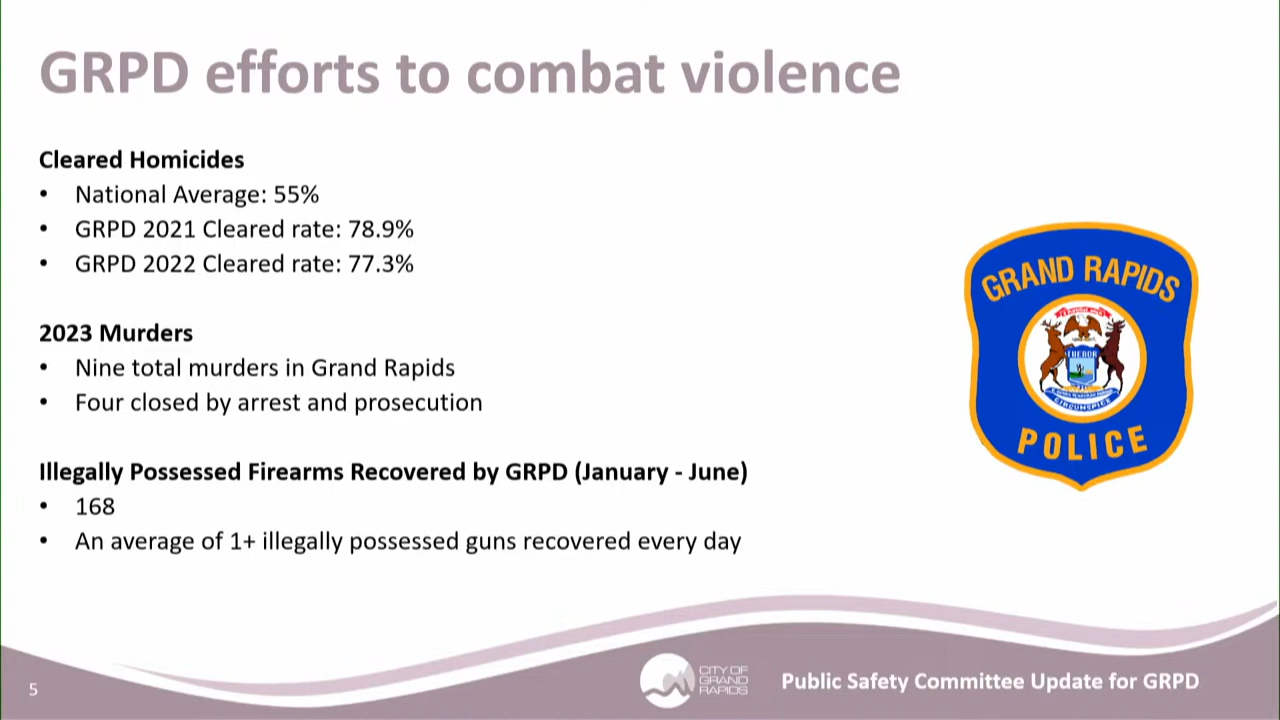 GRPD efforts to combat violence
Cleared Homicides
• National Average: 55%
• GRPD 2021 Cleared rate: 78.9%
• GRPD 2022 Cleared rate: 77.3%
2023 Murders
• Nine total murders in Grand Rapids
• Four closed by arrest and prosecution
Illegally Possessed Firearms Recovered by GRPD (January - June)
• 168
• An average of 1+ illegally possessed guns recovered every day
GRAND RAPIDS
TUEBOR
CIRCUMSPICE
POLICE
5
CITY OF
GRAND
RAPIDS
Public Safety Committee Update for GRPD